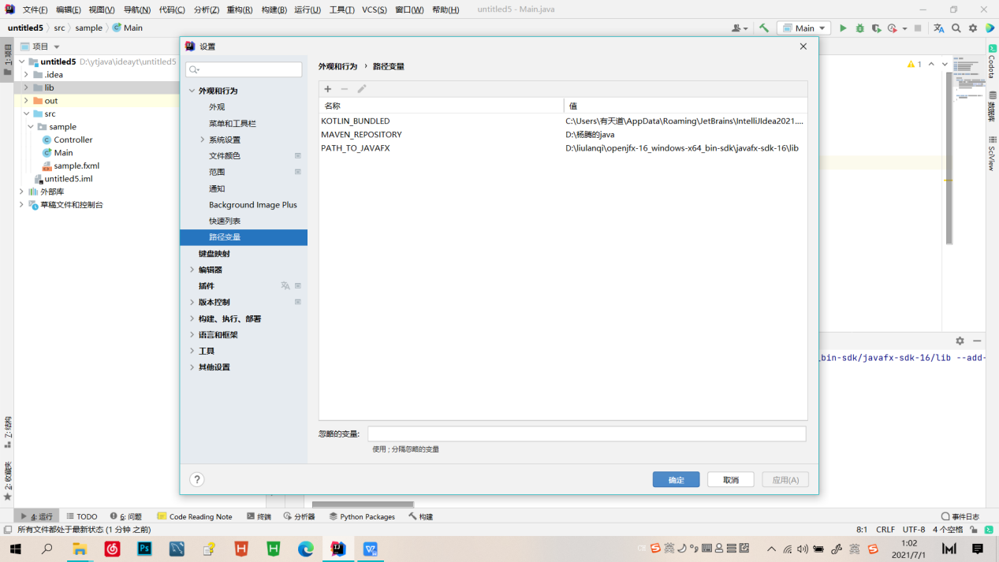 文件(F) 编辑(E) 视图(V) 导航(N) 代码(C) 分析(Z) 重构(R) 构建(B) 运行(U) 工具(T) VCS(S) 窗口(W) 帮助(H) untitled5 - Main.java
untitled5 src sample Main
Main
1: 项目
项目
untitled5 D:\ytjava\ideayt\untitled5
.idea
lib
out
src
sample
Controller
Main
sample.fxml
untitled5.iml
外部库
草稿文件和控制台
Z: 结构
2: 收藏夹
设置
外观和行为
外观
菜单和工具栏
系统设置
文件颜色
范围
通知
Background Image Plus
快速列表
路径变量
键盘映射
编辑器
插件
版本控制
构建、执行、部署
语言和框架
工具
其他设置
外观和行为 › 路径变量
名称 值
KOTLIN_BUNDLED C:\Users\有天道\AppData\Roaming\JetBrains\IntelliJIdea2021....
MAVEN_REPOSITORY D:\杨腾的java
PATH_TO_JAVAFX D:\liulanqi\openjfx-16_windows-x64_bin-sdk\javafx-sdk-16\lib
忽略的变量:
使用 ; 分隔忽略的变量
?
确定 取消 应用(A)
1
Codota
数据库
SciView
_bin-sdk/javafx-sdk-16/lib --add-
4: 运行 TODO 6: 问题 Code Reading Note 终端 分析器 Python Packages 构建 事件日志
所有文件都处于最新状态 (1 分钟 之前) 8:1 CRLF UTF-8 4 个空格
Ps
H
H
CH
英
英
1:02
2021/7/1